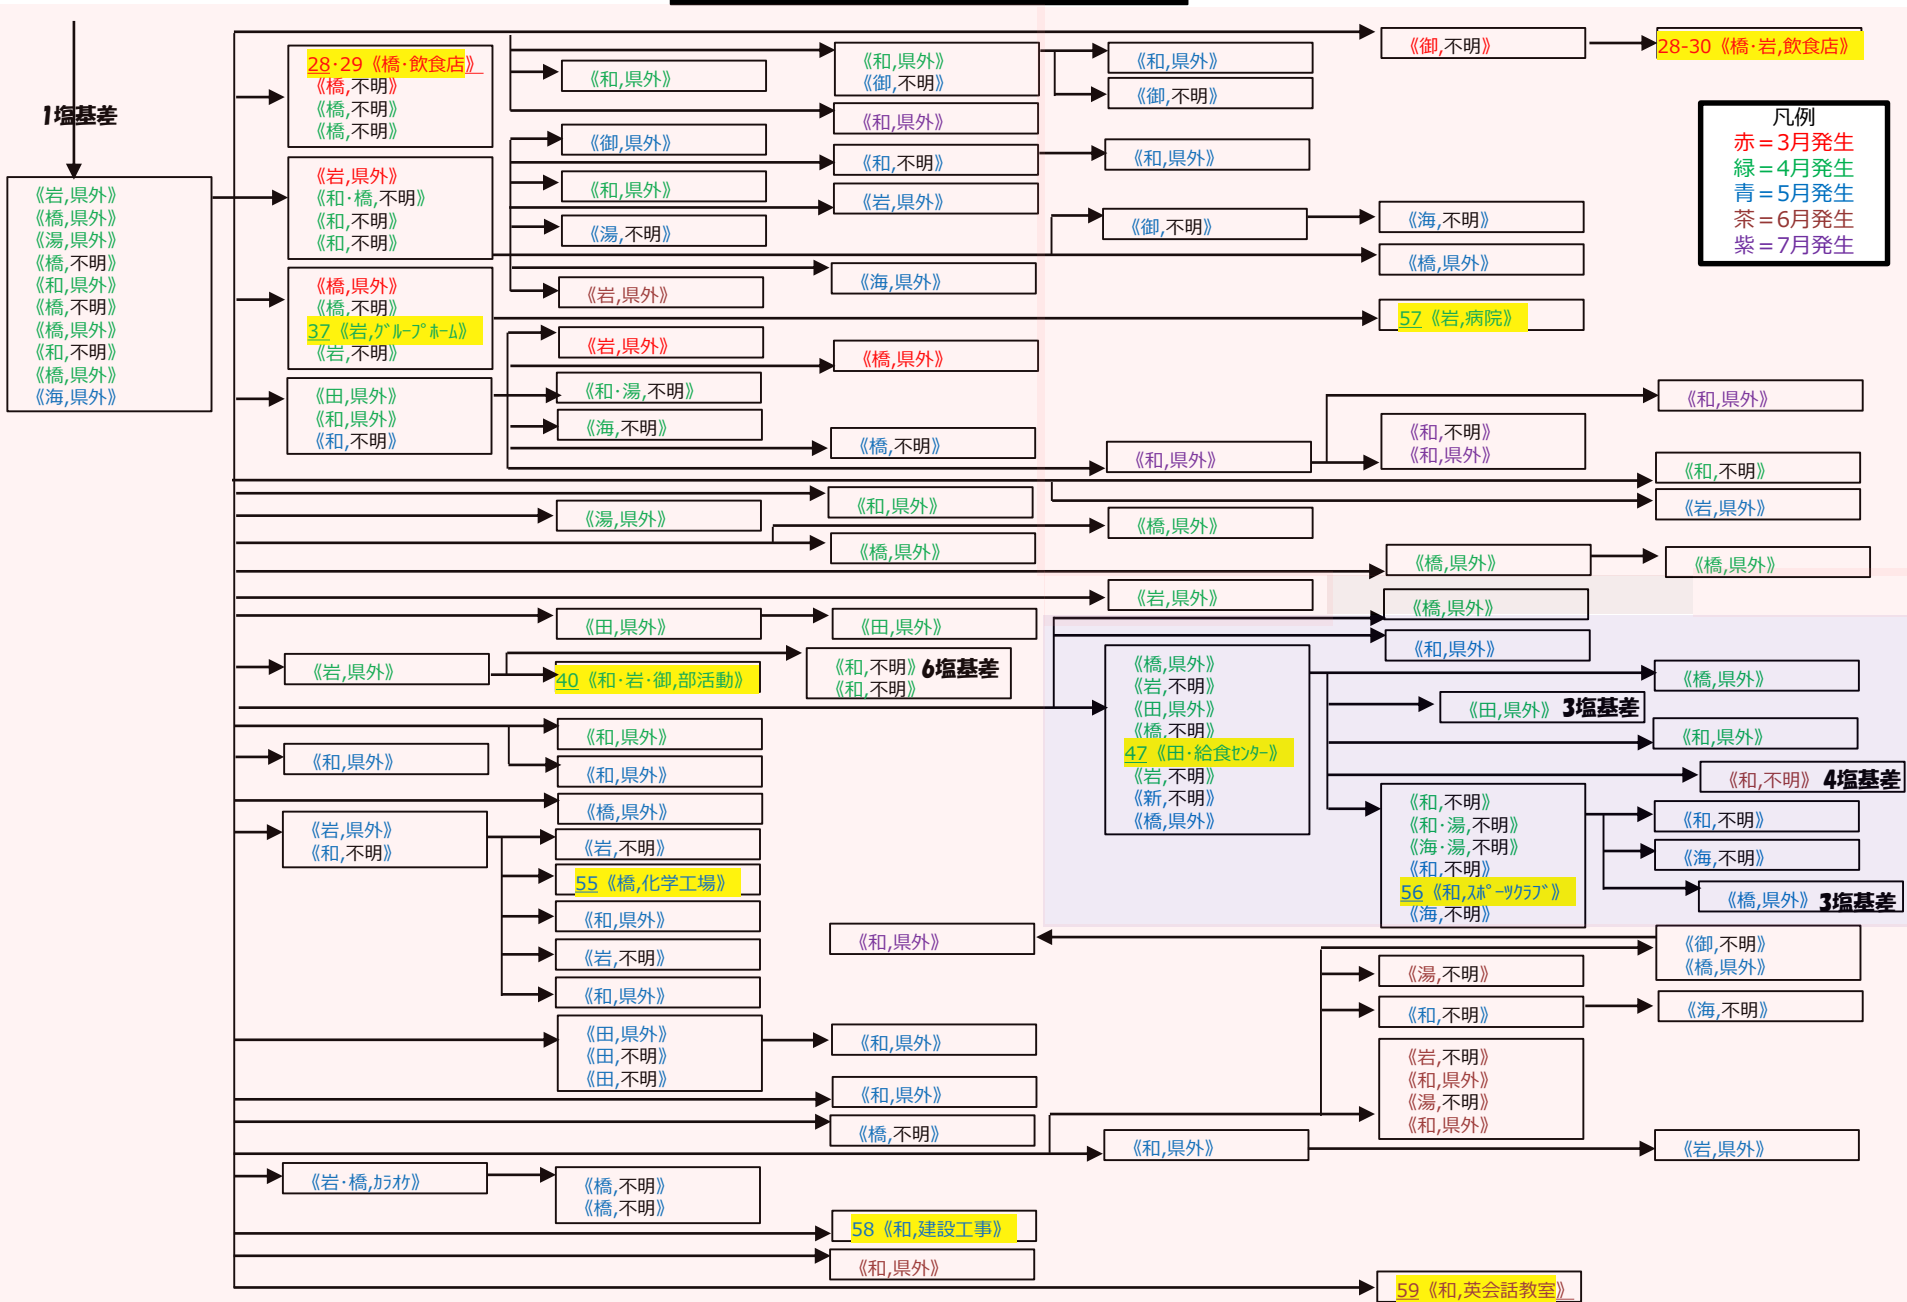 1塩基差
《岩,県外》
《橋,県外》
《湯,県外》
《橋,不明》
《和,県外》
《橋,不明》
《橋,県外》
《和,不明》
《橋,県外》
《海,県外》
28・29《橋・飲食店》
《橋,不明》
《橋,不明》
《橋,不明》
《岩,県外》
《和・橋,不明》
《和,不明》
《和,不明》
《橋,県外》
《橋,不明》
37《岩,ｸﾞﾙｰﾌﾟﾎｰﾑ》
《岩,不明》
《田,県外》
《和,県外》
《和,不明》
《岩,県外》
《和,県外》
《岩,県外》
《和,不明》
《岩・橋,ｶﾗｵｹ》
《和,県外》
《御,県外》
《和,県外》
《湯,不明》
《岩,県外》
《岩,県外》
《和・湯,不明》
《海,不明》
《湯,県外》
《田,県外》
40《和・岩・御,部活動》
《和,県外》
《和,県外》
《橋,県外》
《岩,不明》
55《橋,化学工場》
《和,県外》
《岩,不明》
《和,県外》
《田,県外》
《田,不明》
《田,不明》
《橋,不明》
《橋,不明》
《和,県外》
《御,不明》
《和,県外》
《和,不明》
《岩,県外》
《海,県外》
《橋,県外》
《橋,不明》
《和,県外》
《橋,県外》
《田,県外》
《和,不明》 6塩基差
《和,不明》
《和,県外》
《和,県外》
《和,県外》
《橋,不明》
58《和,建設工事》
《和,県外》
《和,県外》
《御,不明》
《和,県外》
《御,不明》
《和,県外》
《橋,県外》
《岩,県外》
《橋,県外》
《岩,不明》
《田,県外》
《橋,不明》
47《田・給食ｾﾝﾀｰ》
《岩,不明》
《新,不明》
《橋,県外》
《和,県外》
《御,不明》
《海,不明》
《橋,県外》
57《岩,病院》
《和,不明》
《和,県外》
《橋,県外》
《橋,県外》
《和,県外》
《田,県外》 3塩基差
《和,不明》
《和・湯,不明》
《海・湯,不明》
《和,不明》
56《和,ｽﾎﾟｰﾂｸﾗﾌﾞ》
《海,不明》
《湯,不明》
《和,不明》
《岩,不明》
《和,県外》
《湯,不明》
《和,県外》
59《和,英会話教室》
28-30《橋・岩,飲食店》
凡例
赤＝3月発生
緑＝4月発生
青＝5月発生
茶＝6月発生
紫＝7月発生
《和,県外》
《和,不明》
《岩,県外》
《橋,県外》
《橋,県外》
《和,県外》
《和,不明》 4塩基差
《和,不明》
《海,不明》
《橋,県外》 3塩基差
《御,不明》
《橋,県外》
《海,不明》
《岩,県外》